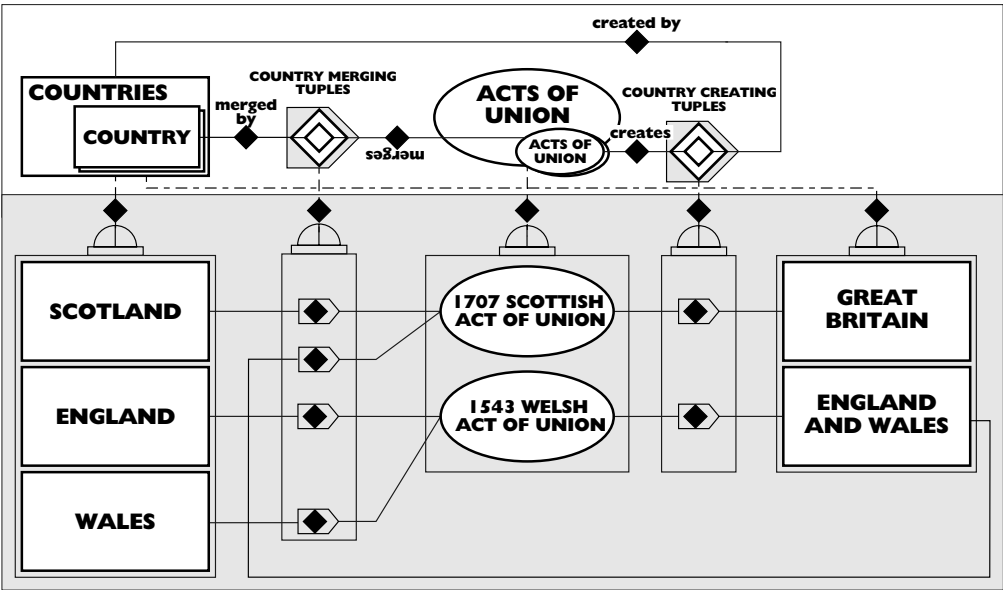 created by
COUNTRIES
COUNTRY
merged
by
COUNTRY MERGING
TUPLES
merges
ACTS OF
UNION
ACTS OF
UNION
creates
COUNTRY CREATING
TUPLES
SCOTLAND
1707 SCOTTISH
ACT OF UNION
GREAT
BRITAIN
ENGLAND
1543 WELSH
ACT OF UNION
ENGLAND
AND WALES
WALES